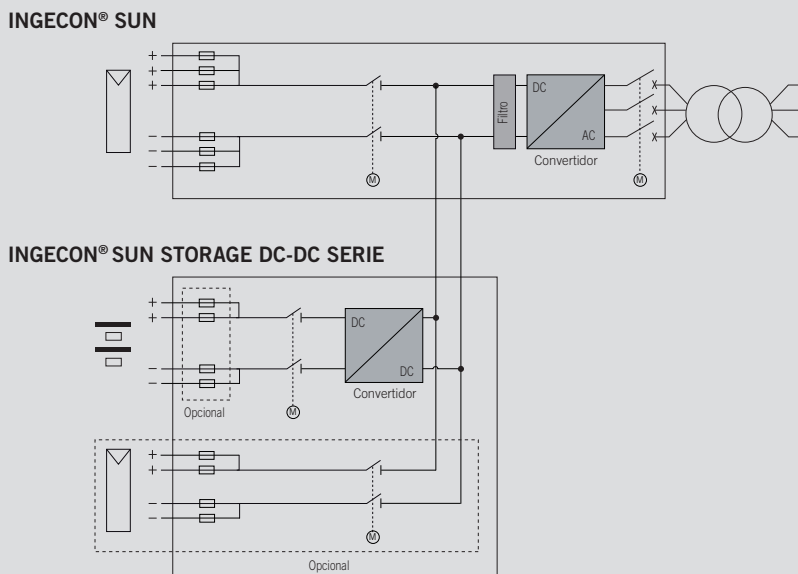 INGECON® SUN
+
+
+
−
−
−
M
Filtro
DC
AC
Convertidor
M
INGECON® SUN STORAGE DC-DC SERIE
+
+
−
−
Opcional
M
DC
DC
Convertidor
+
+
−
−
M
Opcional